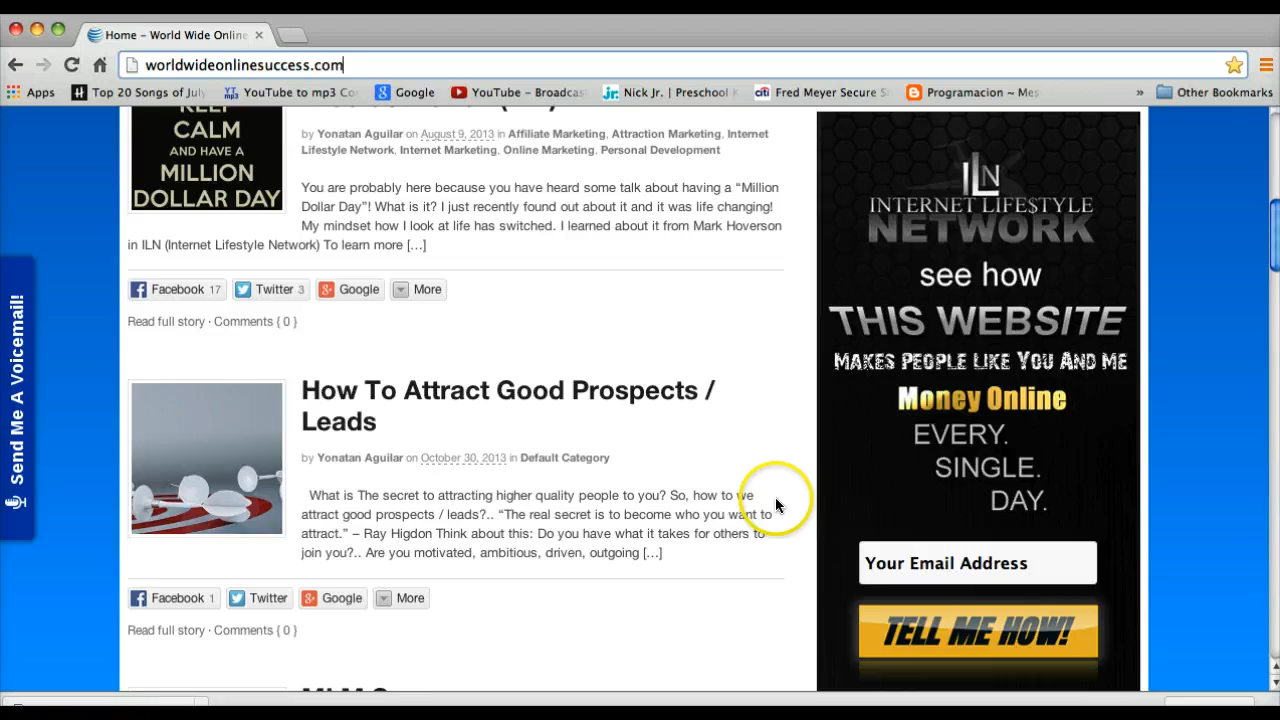 Home – World Wide Online
worldwideonlinesuccess.com
Apps
Top 20 Songs of July
YouTube to mp3 Co
Google
YouTube – Broadcas
Nick Jr. | Preschool
Fred Meyer Secure S
Programacion – Me
»
Other Bookmarks
KEEP
CALM
AND HAVE A
MILLION
DOLLAR DAY
by Yonatan Aguilar on August 9, 2013 in Affiliate Marketing, Attraction Marketing, Internet
Lifestyle Network, Internet Marketing, Online Marketing, Personal Development
You are probably here because you have heard some talk about having a “Million
Dollar Day”! What is it? I just recently found out about it and it was life changing!
My mindset how I look at life has switched. I learned about it from Mark Hoverson
in ILN (Internet Lifestyle Network) To learn more [...]
Facebook 17
Twitter 3
Google
More
Read full story · Comments { 0 }
How To Attract Good Prospects /
Leads
by Yonatan Aguilar on October 30, 2013 in Default Category
What is The secret to attracting higher quality people to you? So, how to we
attract good prospects / leads?.. “The real secret is to become who you want to
attract.” – Ray Higdon Think about this: Do you have what it takes for others to
join you?.. Are you motivated, ambitious, driven, outgoing [...]
Facebook 1
Twitter
Google
More
Read full story · Comments { 0 }
Send Me A Voicemail!
ILN
INTERNET LIFE$TYLE
NETWORK
see how
THIS WEBSITE
MAKES PEOPLE LIKE YOU AND ME
Money Online
EVERY.
SINGLE.
DAY.
Your Email Address
TELL ME HOW!